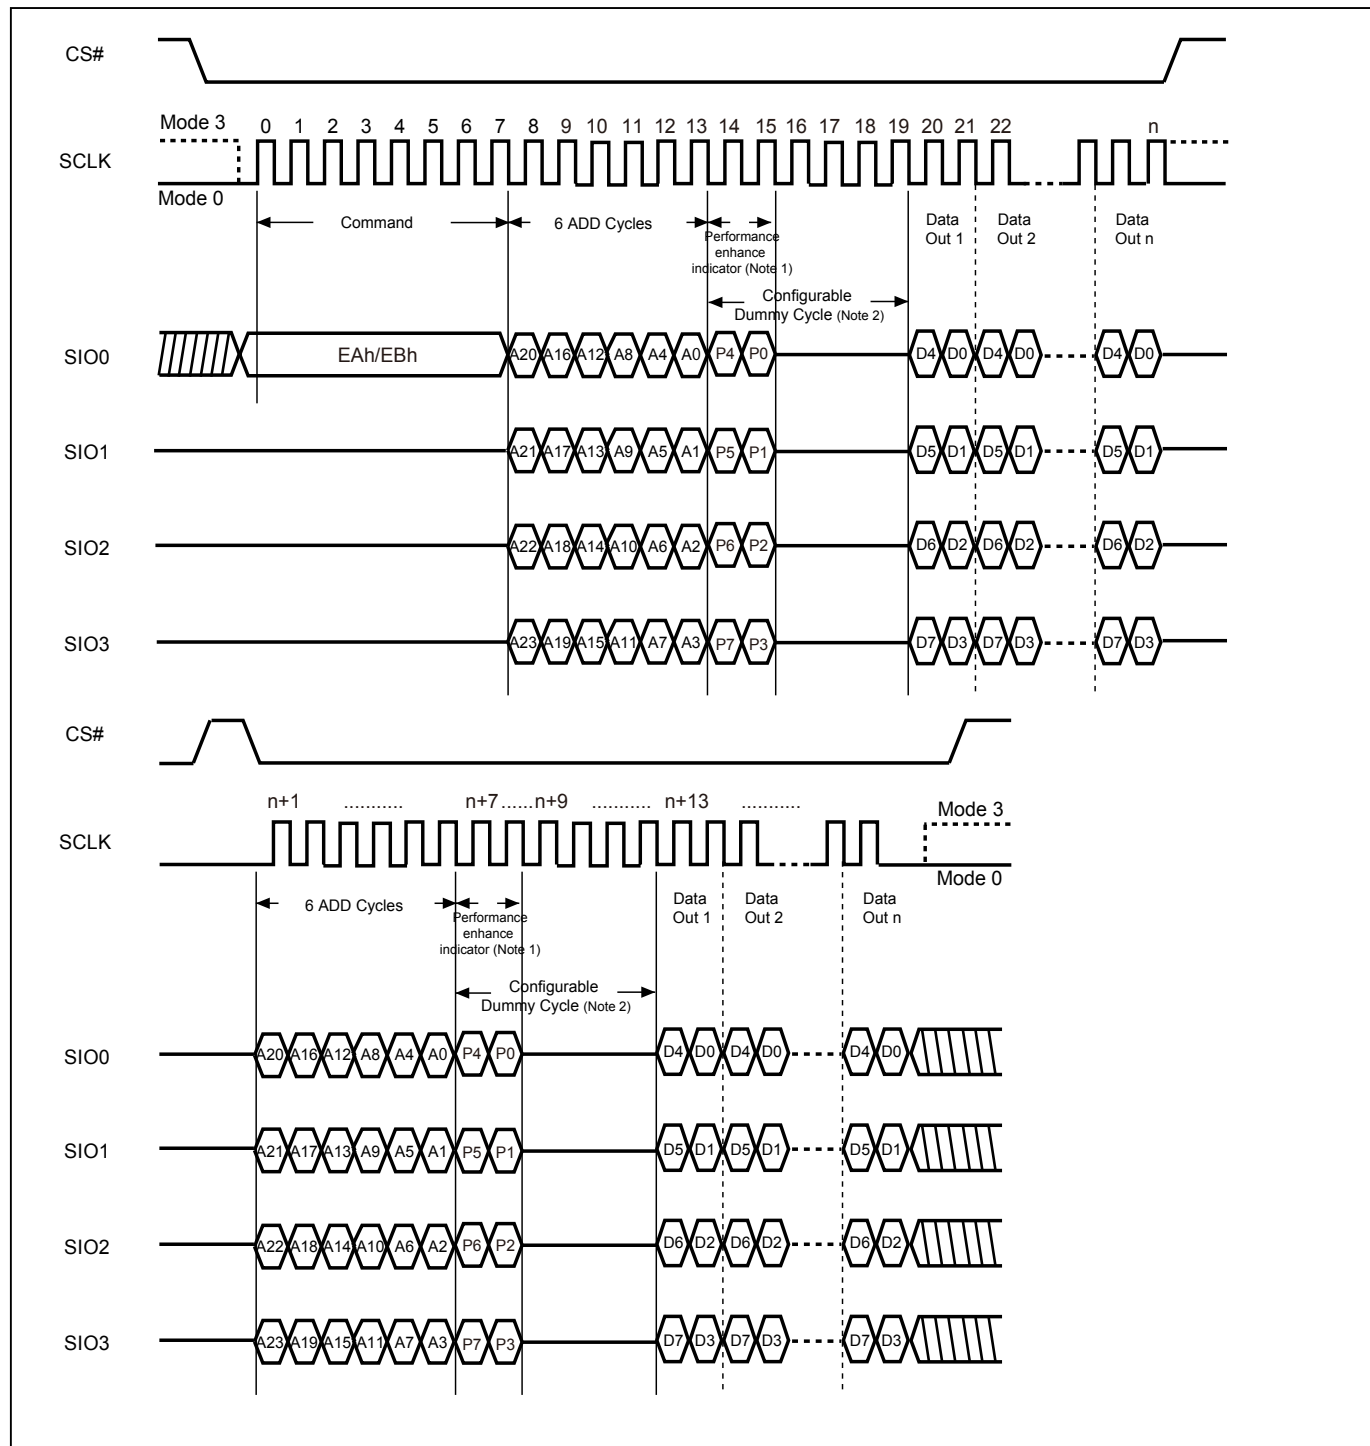 CS#
Mode 3
0 1 2 3 4 5 6 7 8 9 10 11 12 13 14 15 16 17 18 19 20 21 22 n
SCLK
Mode 0
Command
6 ADD Cycles
Performance
enhance
indicator (Note 1)
Data
Out 1
Data
Out 2
Data
Out n
Configurable
Dummy Cycle (Note 2)
SIO0 EAh/EBh A20 A16 A12 A8 A4 A0 P4 P0 D4 D0 D4 D0 D4 D0
SIO1 A21 A17 A13 A9 A5 A1 P5 P1 D5 D1 D5 D1 D5 D1
SIO2 A22 A18 A14 A10 A6 A2 P6 P2 D6 D2 D6 D2 D6 D2
SIO3 A23 A19 A15 A11 A7 A3 P7 P3 D7 D3 D7 D3 D7 D3
CS#
n+1 ........... n+7 ...... n+9 ........... n+13 ...........
Mode 3
SCLK
Mode 0
6 ADD Cycles
Performance
enhance
indicator (Note 1)
Data
Out 1
Data
Out 2
Data
Out n
Configurable
Dummy Cycle (Note 2)
SIO0 A20 A16 A12 A8 A4 A0 P4 P0 D4 D0 D4 D0 D4 D0
SIO1 A21 A17 A13 A9 A5 A1 P5 P1 D5 D1 D5 D1 D5 D1
SIO2 A22 A18 A14 A10 A6 A2 P6 P2 D6 D2 D6 D2 D6 D2
SIO3 A23 A19 A15 A11 A7 A3 P7 P3 D7 D3 D7 D3 D7 D3